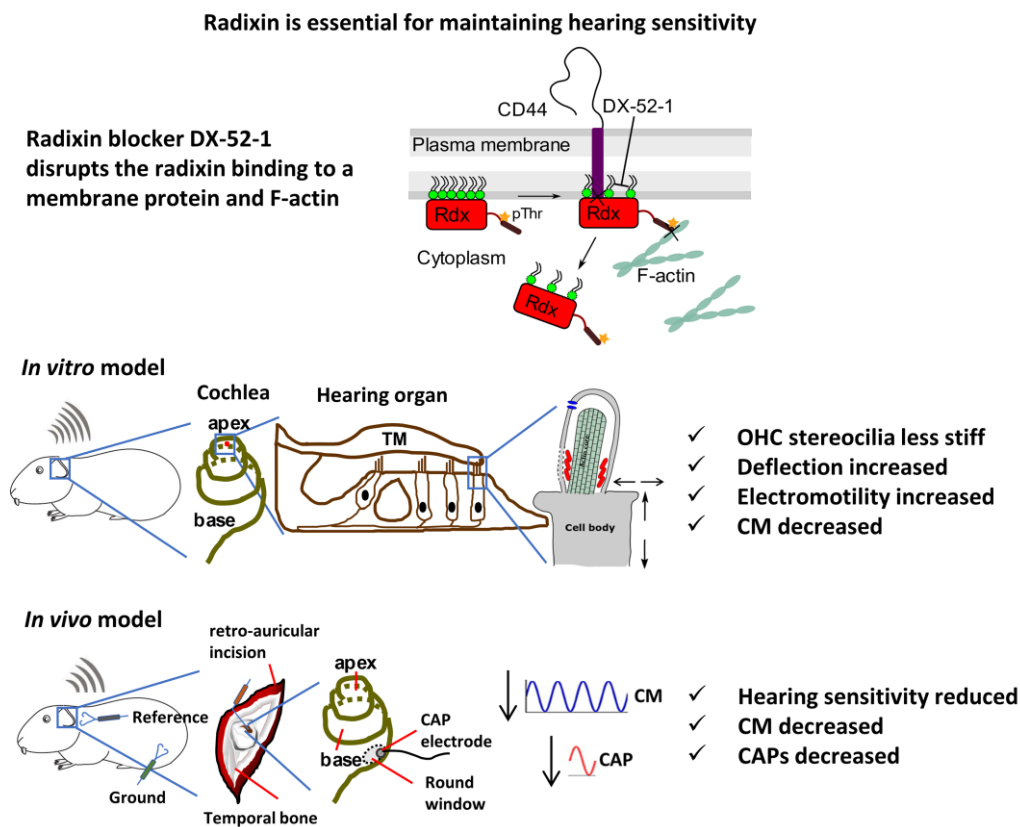 Radixin is essential for maintaining hearing sensitivity
Radixin blocker DX-52-1
disrupts the radixin binding to a
membrane protein and F-actin
CD44
DX-52-1
Plasma membrane
Rdx
pThr
Rdx
Cytoplasm
F-actin
Rdx
In vitro model
Cochlea
Hearing organ
apex
TM
base
Cell body
✓ OHC stereocilia less stiff
✓ Deflection increased
✓ Electromotility increased
✓ CM decreased
In vivo model
retro-auricular
incision
apex
Reference
base
CAP
electrode
Round
window
Ground
Temporal bone
CM
CAP
✓ Hearing sensitivity reduced
✓ CM decreased
✓ CAPs decreased